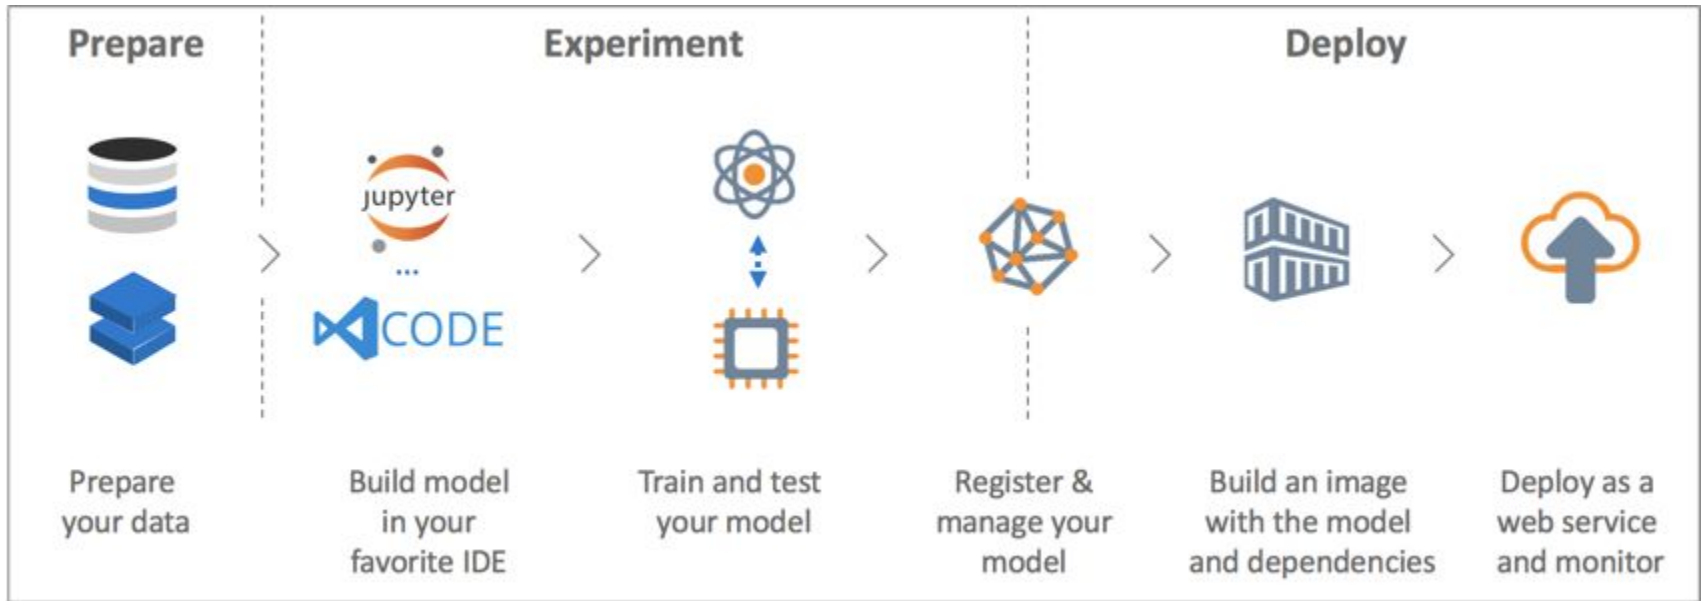 Prepare
Experiment
Deploy
jupyter
...
CODE
Prepare
your data
Build model
in your
favorite IDE
Train and test
your model
Register &
manage your
model
Build an image
with the model
and dependencies
Deploy as a
web service
and monitor